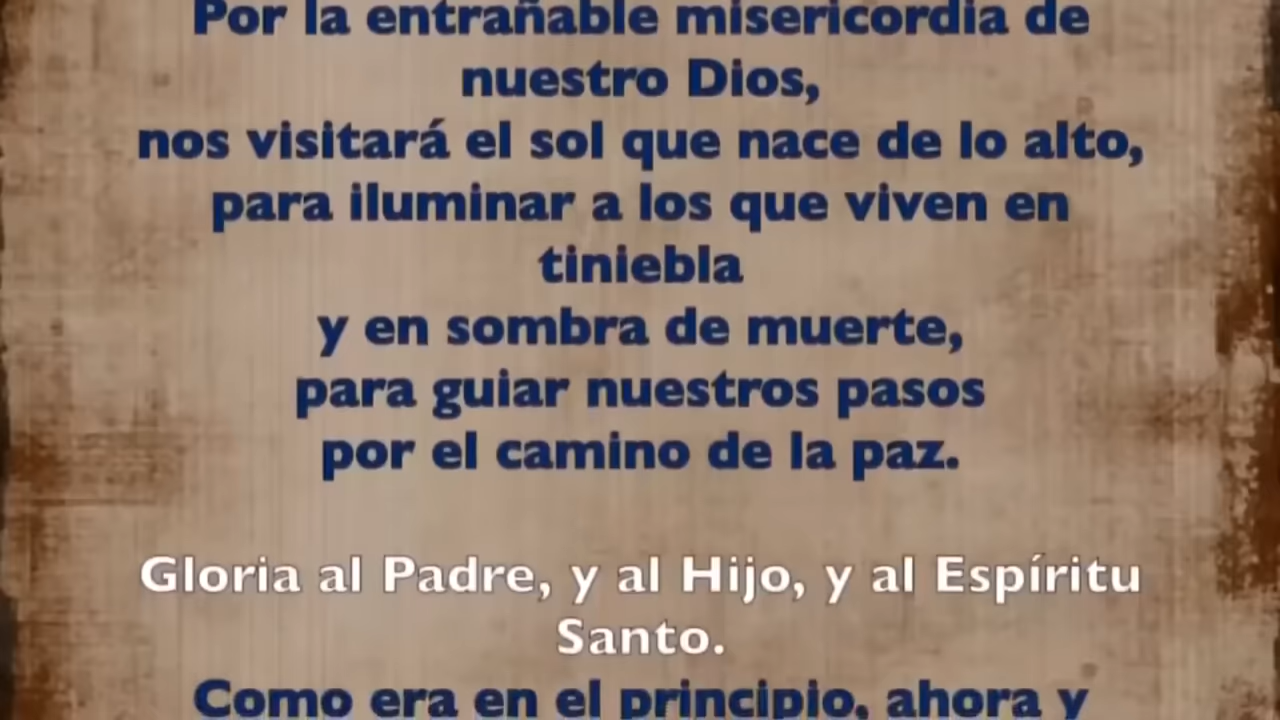 Por la entrañable misericordia de
nuestro Dios,
nos visitará el sol que nace de lo alto,
para iluminar a los que viven en
tiniebla
y en sombra de muerte,
para guiar nuestros pasos
por el camino de la paz.
Gloria al Padre, y al Hijo, y al Espíritu
Santo.
Como era en el principio, ahora y